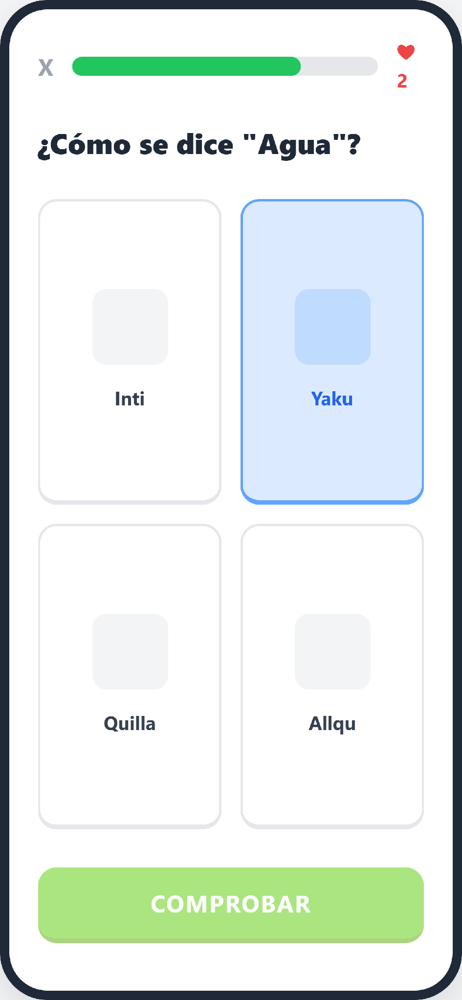 X
♥
2
¿Cómo se dice "Agua"?
Inti
Yaku
Quilla
Allqu
COMPROBAR